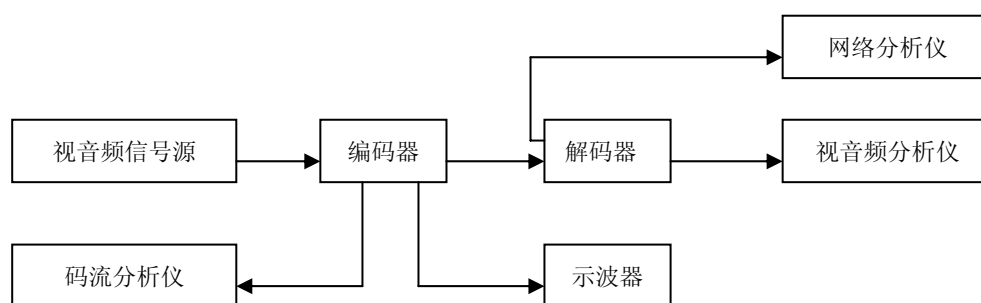 网络分析仪
视音频信号源
编码器
解码器
视音频分析仪
码流分析仪
示波器